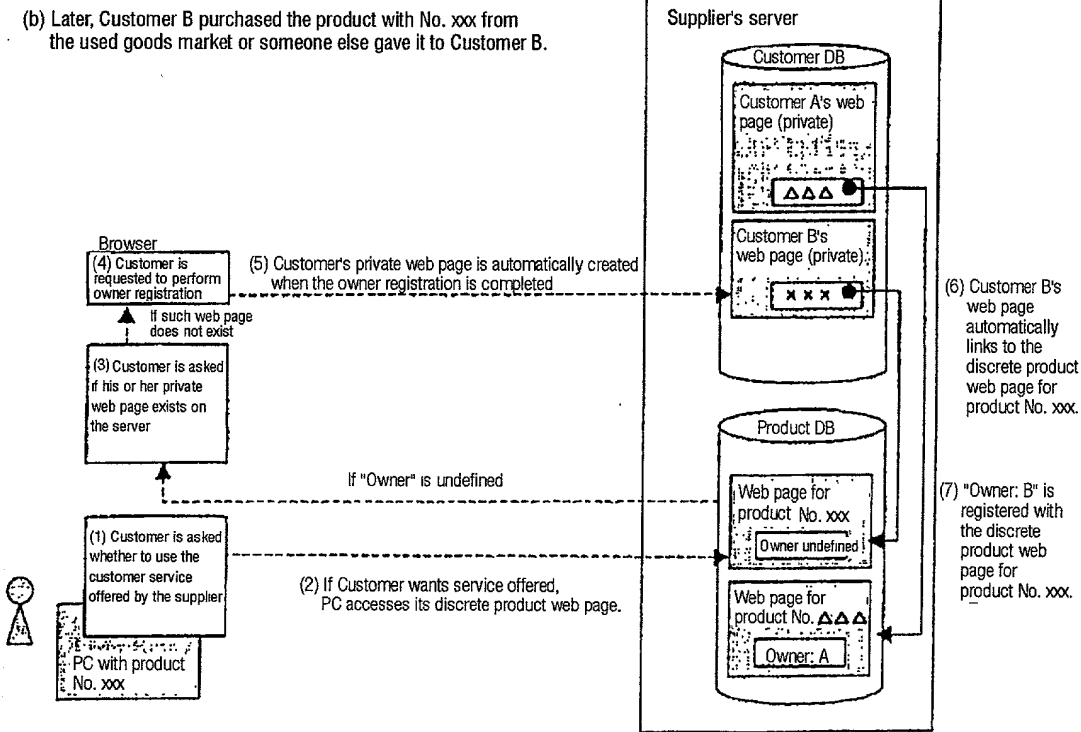 (b) Later, Customer B purchased the product with No. xxx from
the used goods market or someone else gave it to Customer B.
Supplier's server
Customer DB
Customer A's web
page (private)
△△△
Customer B's
web page (private).
x x x
Browser
(4) Customer is
requested to perform
owner registration
(5) Customer's private web page is automatically created
when the owner registration is completed
If such web page
does not exist
(3) Customer is asked
if his or her private
web page exists on
the server
(6) Customer B's
web page
automatically
links to the
discrete product
web page for
product No. xxx.
Product DB
If "Owner" is undefined
Web page for
product No. xxx
Owner undefined
(7) "Owner: B" is
registered with
the discrete
product web
page for
product No. xxx.
(1) Customer is asked
whether to use the
customer service
offered by the supplier
(2) If Customer wants service offered,
PC accesses its discrete product web page.
Web page for
product No. △△△
Owner: A
PC with product
No. xxx